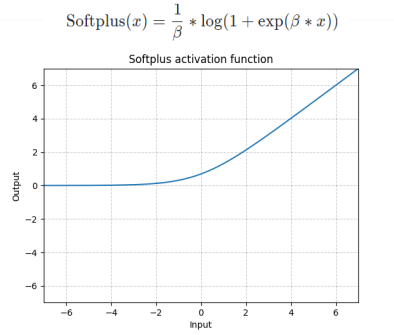 Softplus(x) = 1/β * log(1 + exp(β * x))
Softplus activation function
6
4
2
0
−2
−4
−6
Output
−6 −4 −2 0 2 4 6
Input